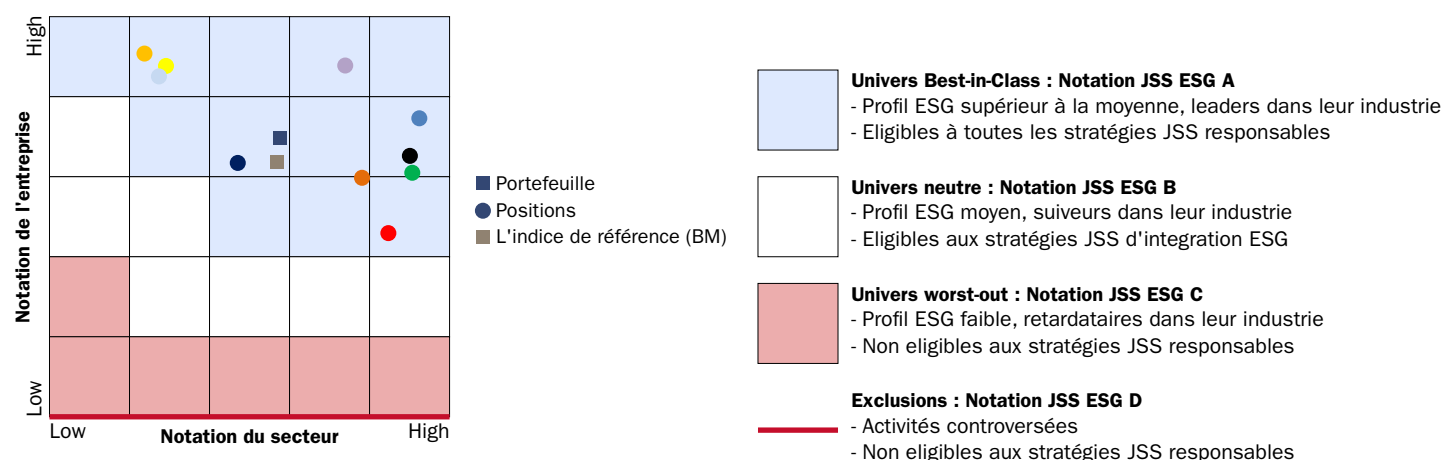 High
Notation de l'entreprise
Low
Low
Notation du secteur
High
Portefeuille
Positions
L'indice de référence (BM)
Univers Best-in-Class : Notation JSS ESG A
- Profil ESG supérieur à la moyenne, leaders dans leur industrie
- Eligibles à toutes les stratégies JSS responsables
Univers neutre : Notation JSS ESG B
- Profil ESG moyen, suiveurs dans leur industrie
- Eligibles aux stratégies JSS d'integration ESG
Univers worst-out : Notation JSS ESG C
- Profil ESG faible, retardataires dans leur industrie
- Non eligibles aux stratégies JSS responsables
Exclusions : Notation JSS ESG D
- Activités controversées
- Non eligibles aux stratégies JSS responsables